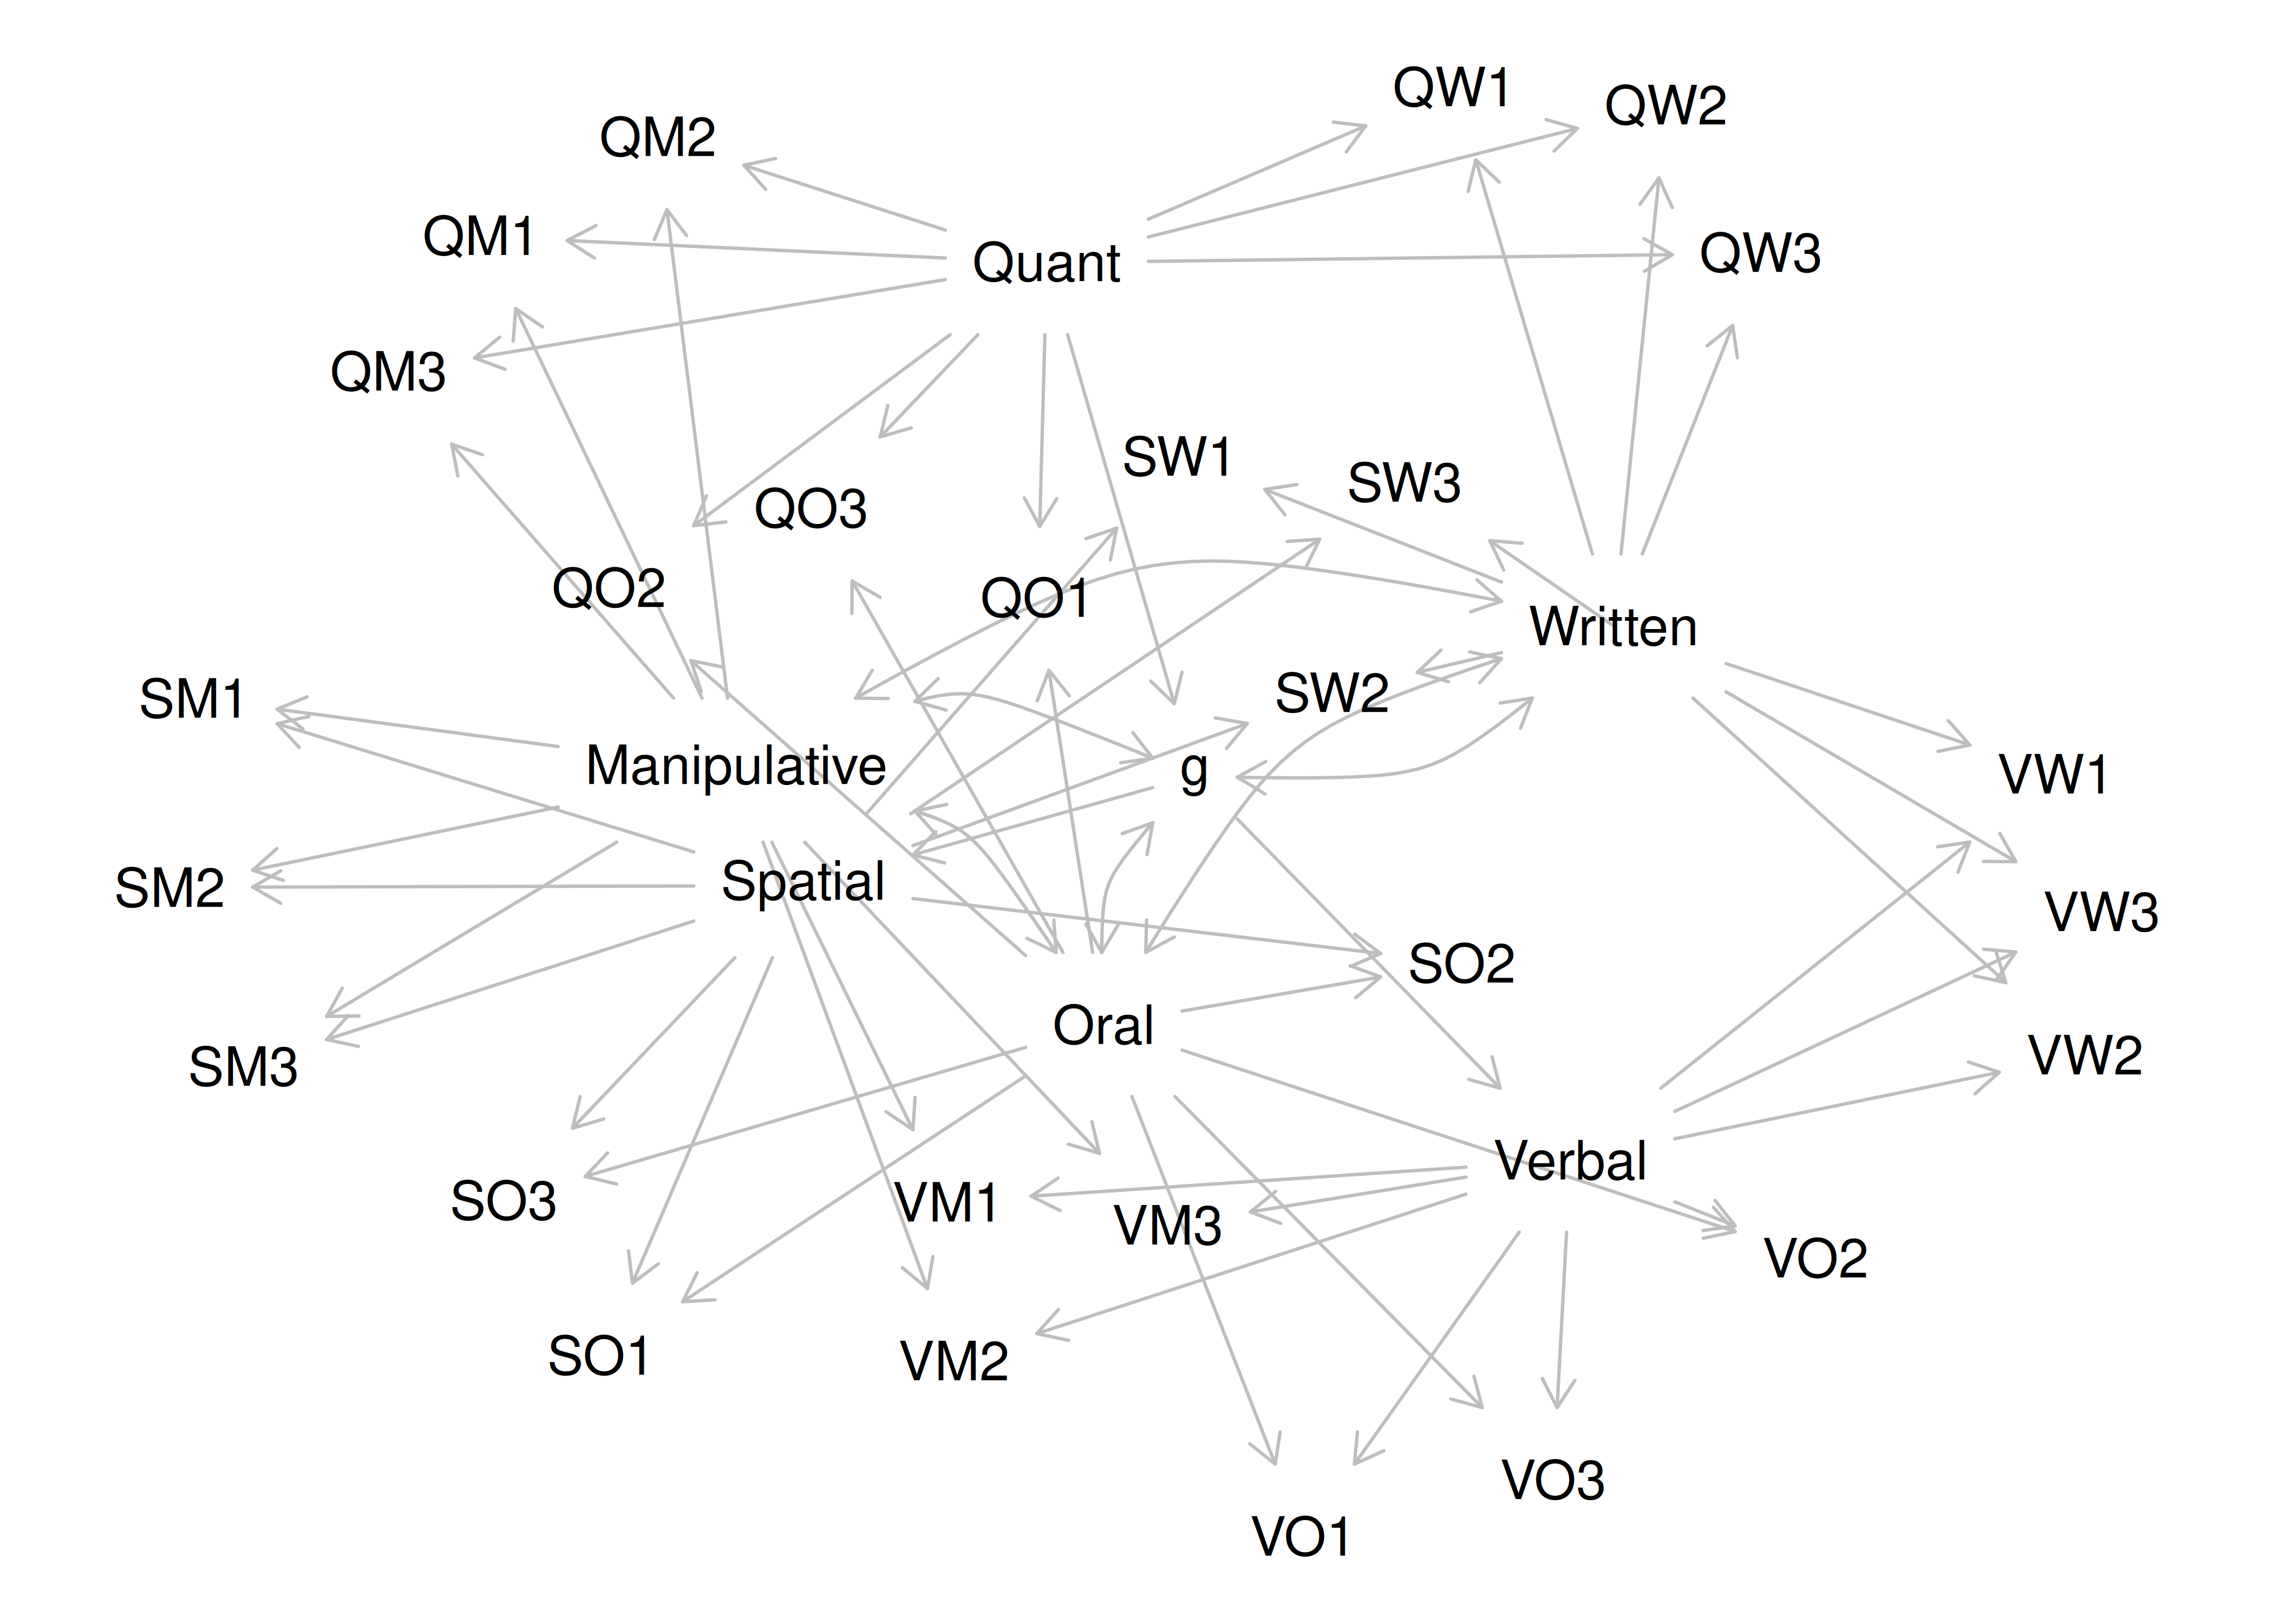 QW1
QW2
QM2
QM1
Quant
QW3
QM3
SW1
SW3
QO3
QO2
QO1
Written
SM1
SW2
Manipulative
g
VW1
Spatial
SM2
VW3
SO2
Oral
SM3
VW2
Verbal
SO3
VM1
VM3
VO2
SO1
VM2
VO3
VO1